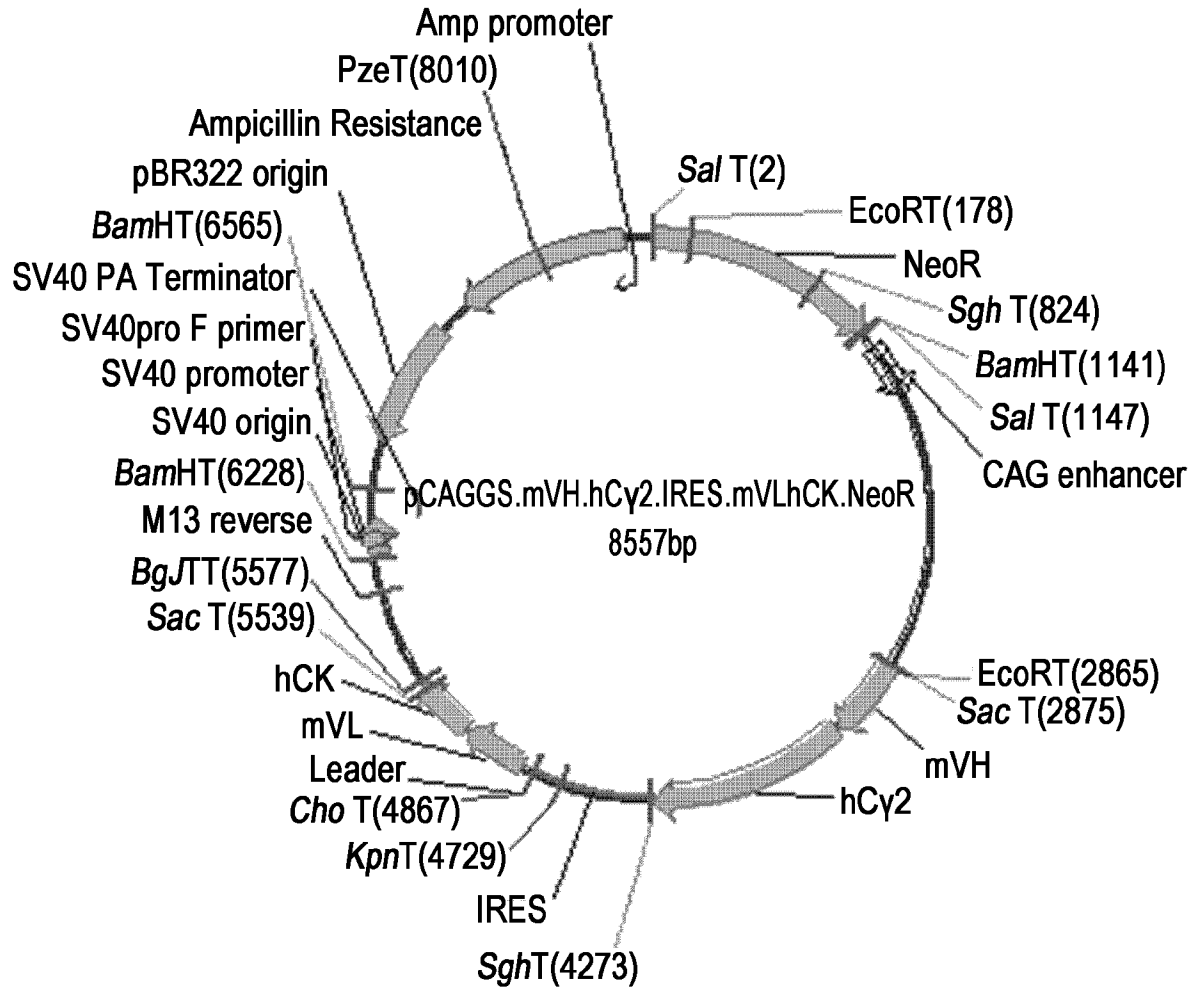 Amp promoter
PzeT(8010)
Ampicillin Resistance
pBR322 origin
BamHT(6565)
SV40 PA Terminator
SV40pro F primer
SV40 promoter
SV40 origin
BamHT(6228)
M13 reverse
BgJTT(5577)
Sac T(5539)
hCK
mVL
Leader
Cho T(4867)
KpnT(4729)
IRES
SghT(4273)
Sal T(2)
EcoRT(178)
NeoR
Sgh T(824)
BamHT(1141)
Sal T(1147)
CAG enhancer
pCAGGS.mVH.hCγ2.IRES.mVLhCK.NeoR
8557bp
EcoRT(2865)
Sac T(2875)
mVH
hCγ2